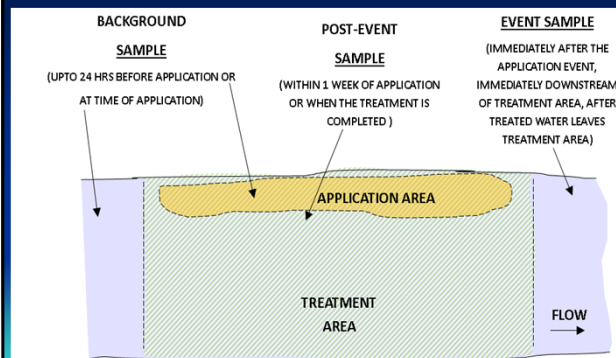 BACKGROUND
SAMPLE
(UPTO 24 HRS BEFORE APPLICATION OR
AT TIME OF APPLICATION)
POST-EVENT
SAMPLE
(WITHIN 1 WEEK OF APPLICATION
OR WHEN THE TREATMENT IS
COMPLETED )
EVENT SAMPLE
(IMMEDIATELY AFTER THE
APPLICATION EVENT,
IMMEDIATELY DOWNSTREAM
OF TREATMENT AREA, AFTER
TREATED WATER LEAVES
TREATMENT AREA)
APPLICATION AREA
TREATMENT
AREA
FLOW